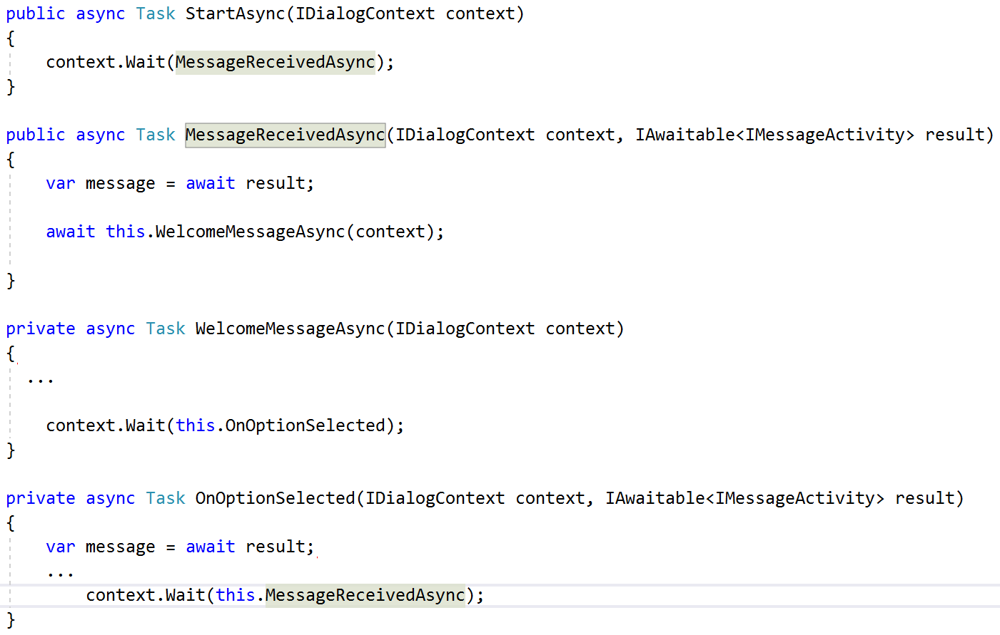 public async Task StartAsync(IDialogContext context)
{
    context.Wait(MessageReceivedAsync);
}

public async Task MessageReceivedAsync(IDialogContext context, IAwaitable<IMessageActivity> result)
{
    var message = await result;

    await this.WelcomeMessageAsync(context);

}

private async Task WelcomeMessageAsync(IDialogContext context)
{
  ...

    context.Wait(this.OnOptionSelected);
}

private async Task OnOptionSelected(IDialogContext context, IAwaitable<IMessageActivity> result)
{
    var message = await result;
    ...
        context.Wait(this.MessageReceivedAsync);
}